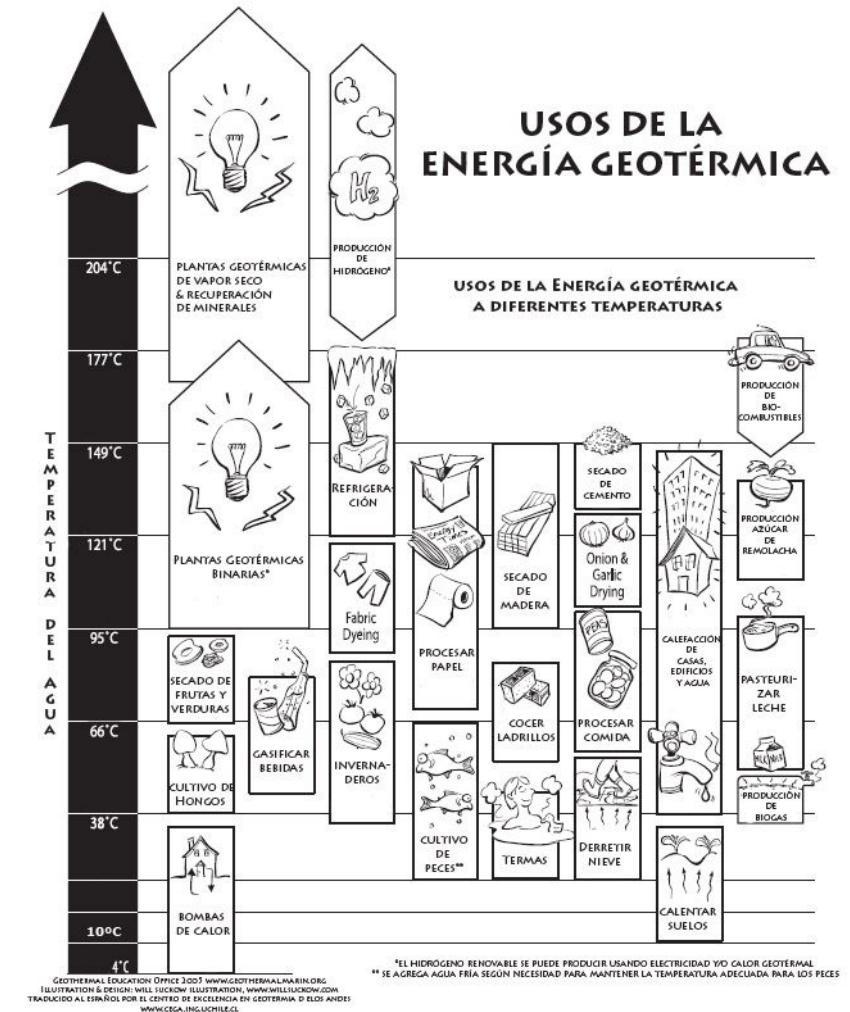 USOS DE LA
ENERGÍA GEOTÉRMICA
USOS DE LA ENERGÍA GEOTÉRMICA
A DIFERENTES TEMPERATURAS
TEMPERATURA DEL AGUA
204°C
177°C
149°C
121°C
95°C
66°C
38°C
10ºC
4°C
PLANTAS GEOTÉRMICAS
DE VAPOR SECO
& RECUPERACIÓN
DE MINERALES
H2
PRODUCCIÓN
DE
HIDRÓGENO*
PLANTAS GEOTÉRMICAS
BINARIAS*
REFRIGERA-
CIÓN
PRODUCCIÓN
DE
BIO-
COMBUSTIBLES
SECADO
DE
CEMENTO
Energy
Times
PROCESAR
PAPEL
SECADO
DE
MADERA
Onion &
Garlic
Drying
PRODUCCIÓN
AZÚCAR
DE
REMOLACHA
Fabric
Dyeing
CALEFACCIÓN
DE
CASAS,
EDIFICIOS
Y AGUA
SECADO DE
FRUTAS Y
VERDURAS
GASIFICAR
BEBIDAS
INVERNA-
DEROS
COCER
LADRILLOS
PEAS
PROCESAR
COMIDA
PASTEURI-
ZAR
LECHE
MILK
CULTIVO DE
HONGOS
PRODUCCIÓN
DE
BIOGAS
CULTIVO
DE
PECES**
TERMAS
DERRETIR
NIEVE
BOMBAS
DE CALOR
CALENTAR
SUELOS
*EL HIDRÓGENO RENOVABLE SE PUEDE PRODUCIR USANDO ELECTRICIDAD Y/O CALOR GEOTÉRMAL
** SE AGREGA AGUA FRÍA SEGÚN NECESIDAD PARA MANTENER LA TEMPERATURA ADECUADA PARA LOS PECES
GEOTHERMAL EDUCATION OFFICE 2005 WWW.GEOTHERMAL.MARIN.ORG
ILLUSTRATION & DESIGN: WILL SUCKOW ILLUSTRATION, WWW.WILLSUCKOW.COM
TRADUCIDO AL ESPAÑOL POR EL CENTRO DE EXCELENCIA EN GEOTERMIA D ELOS ANDES
WWW.CEGA.ING.UCHILE.CL